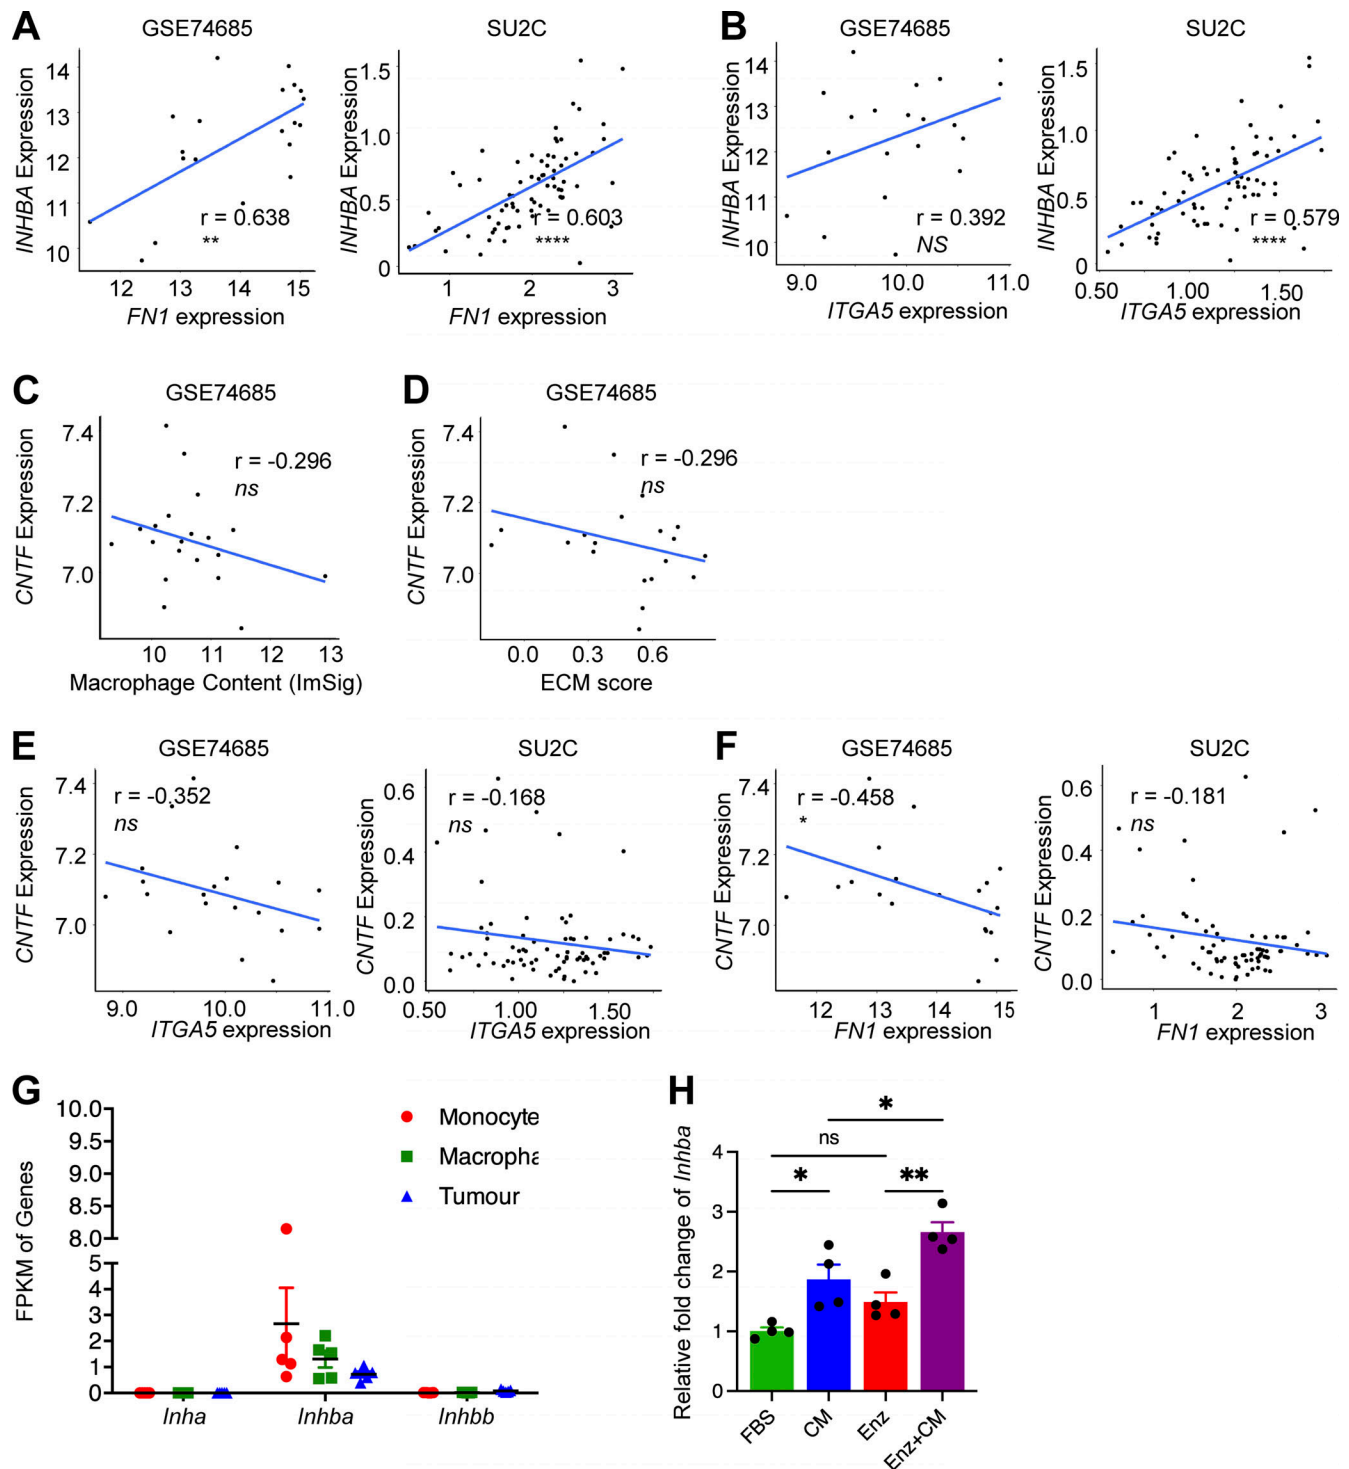 A
GSE74685
INHBA Expression
14
13
12
11
10
r = 0.638
**
12
13
14
15
FN1 expression
SU2C
INHBA Expression
1.5
1.0
0.5
0
r = 0.603
****
1
2
3
FN1 expression
B
GSE74685
INHBA Expression
14
13
12
11
10
r = 0.392
NS
9.0
10.0
11.0
ITGA5 expression
SU2C
INHBA Expression
1.5
1.0
0.5
0
r = 0.579
****
0.50
1.00
1.50
ITGA5 expression
C
GSE74685
CNTF Expression
7.4
7.2
7.0
r = -0.296
ns
10
11
12
13
Macrophage Content (ImSig)
D
GSE74685
CNTF Expression
7.4
7.2
7.0
r = -0.296
ns
0.0
0.3
0.6
ECM score
E
GSE74685
CNTF Expression
7.4
7.2
7.0
r = -0.352
ns
9.0
10.0
11.0
ITGA5 expression
SU2C
CNTF Expression
0.6
0.4
0.2
0.0
r = -0.168
ns
0.50
1.00
1.50
ITGA5 expression
F
GSE74685
CNTF Expression
7.4
7.2
7.0
r = -0.458
*
12
13
14
15
FN1 expression
SU2C
CNTF Expression
0.6
0.4
0.2
0.0
r = -0.181
ns
1
2
3
FN1 expression
G
FPKM of Genes
10.0
9.5
9.0
8.5
8.0
5
4
3
2
1
0
Monocyte
Macropha
Tumour
Inha
Inhba
Inhbb
H
Relative fold change of Inhba
4
3
2
1
0
*
ns
*
**
FBS
CM
Enz
Enz+CM